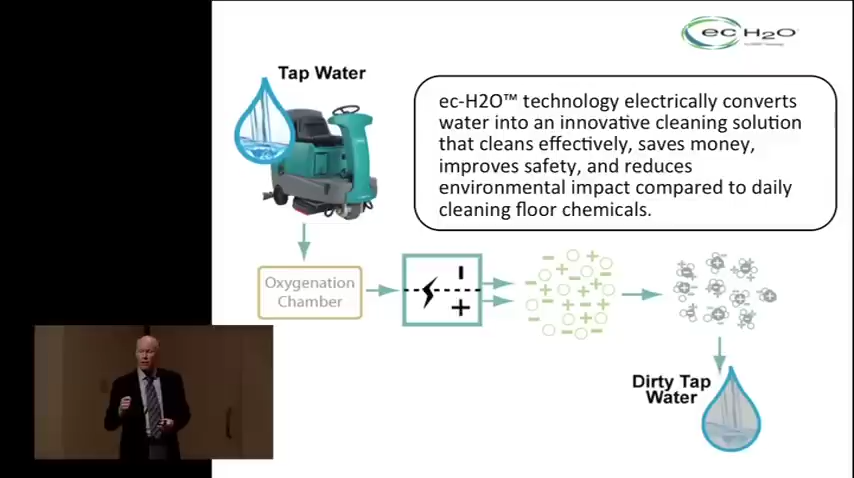 ec H2O
Tap Water
ec-H2O™ technology electrically converts
water into an innovative cleaning solution
that cleans effectively, saves money,
improves safety, and reduces
environmental impact compared to daily
cleaning floor chemicals.
Oxygenation
Chamber
Dirty Tap
Water